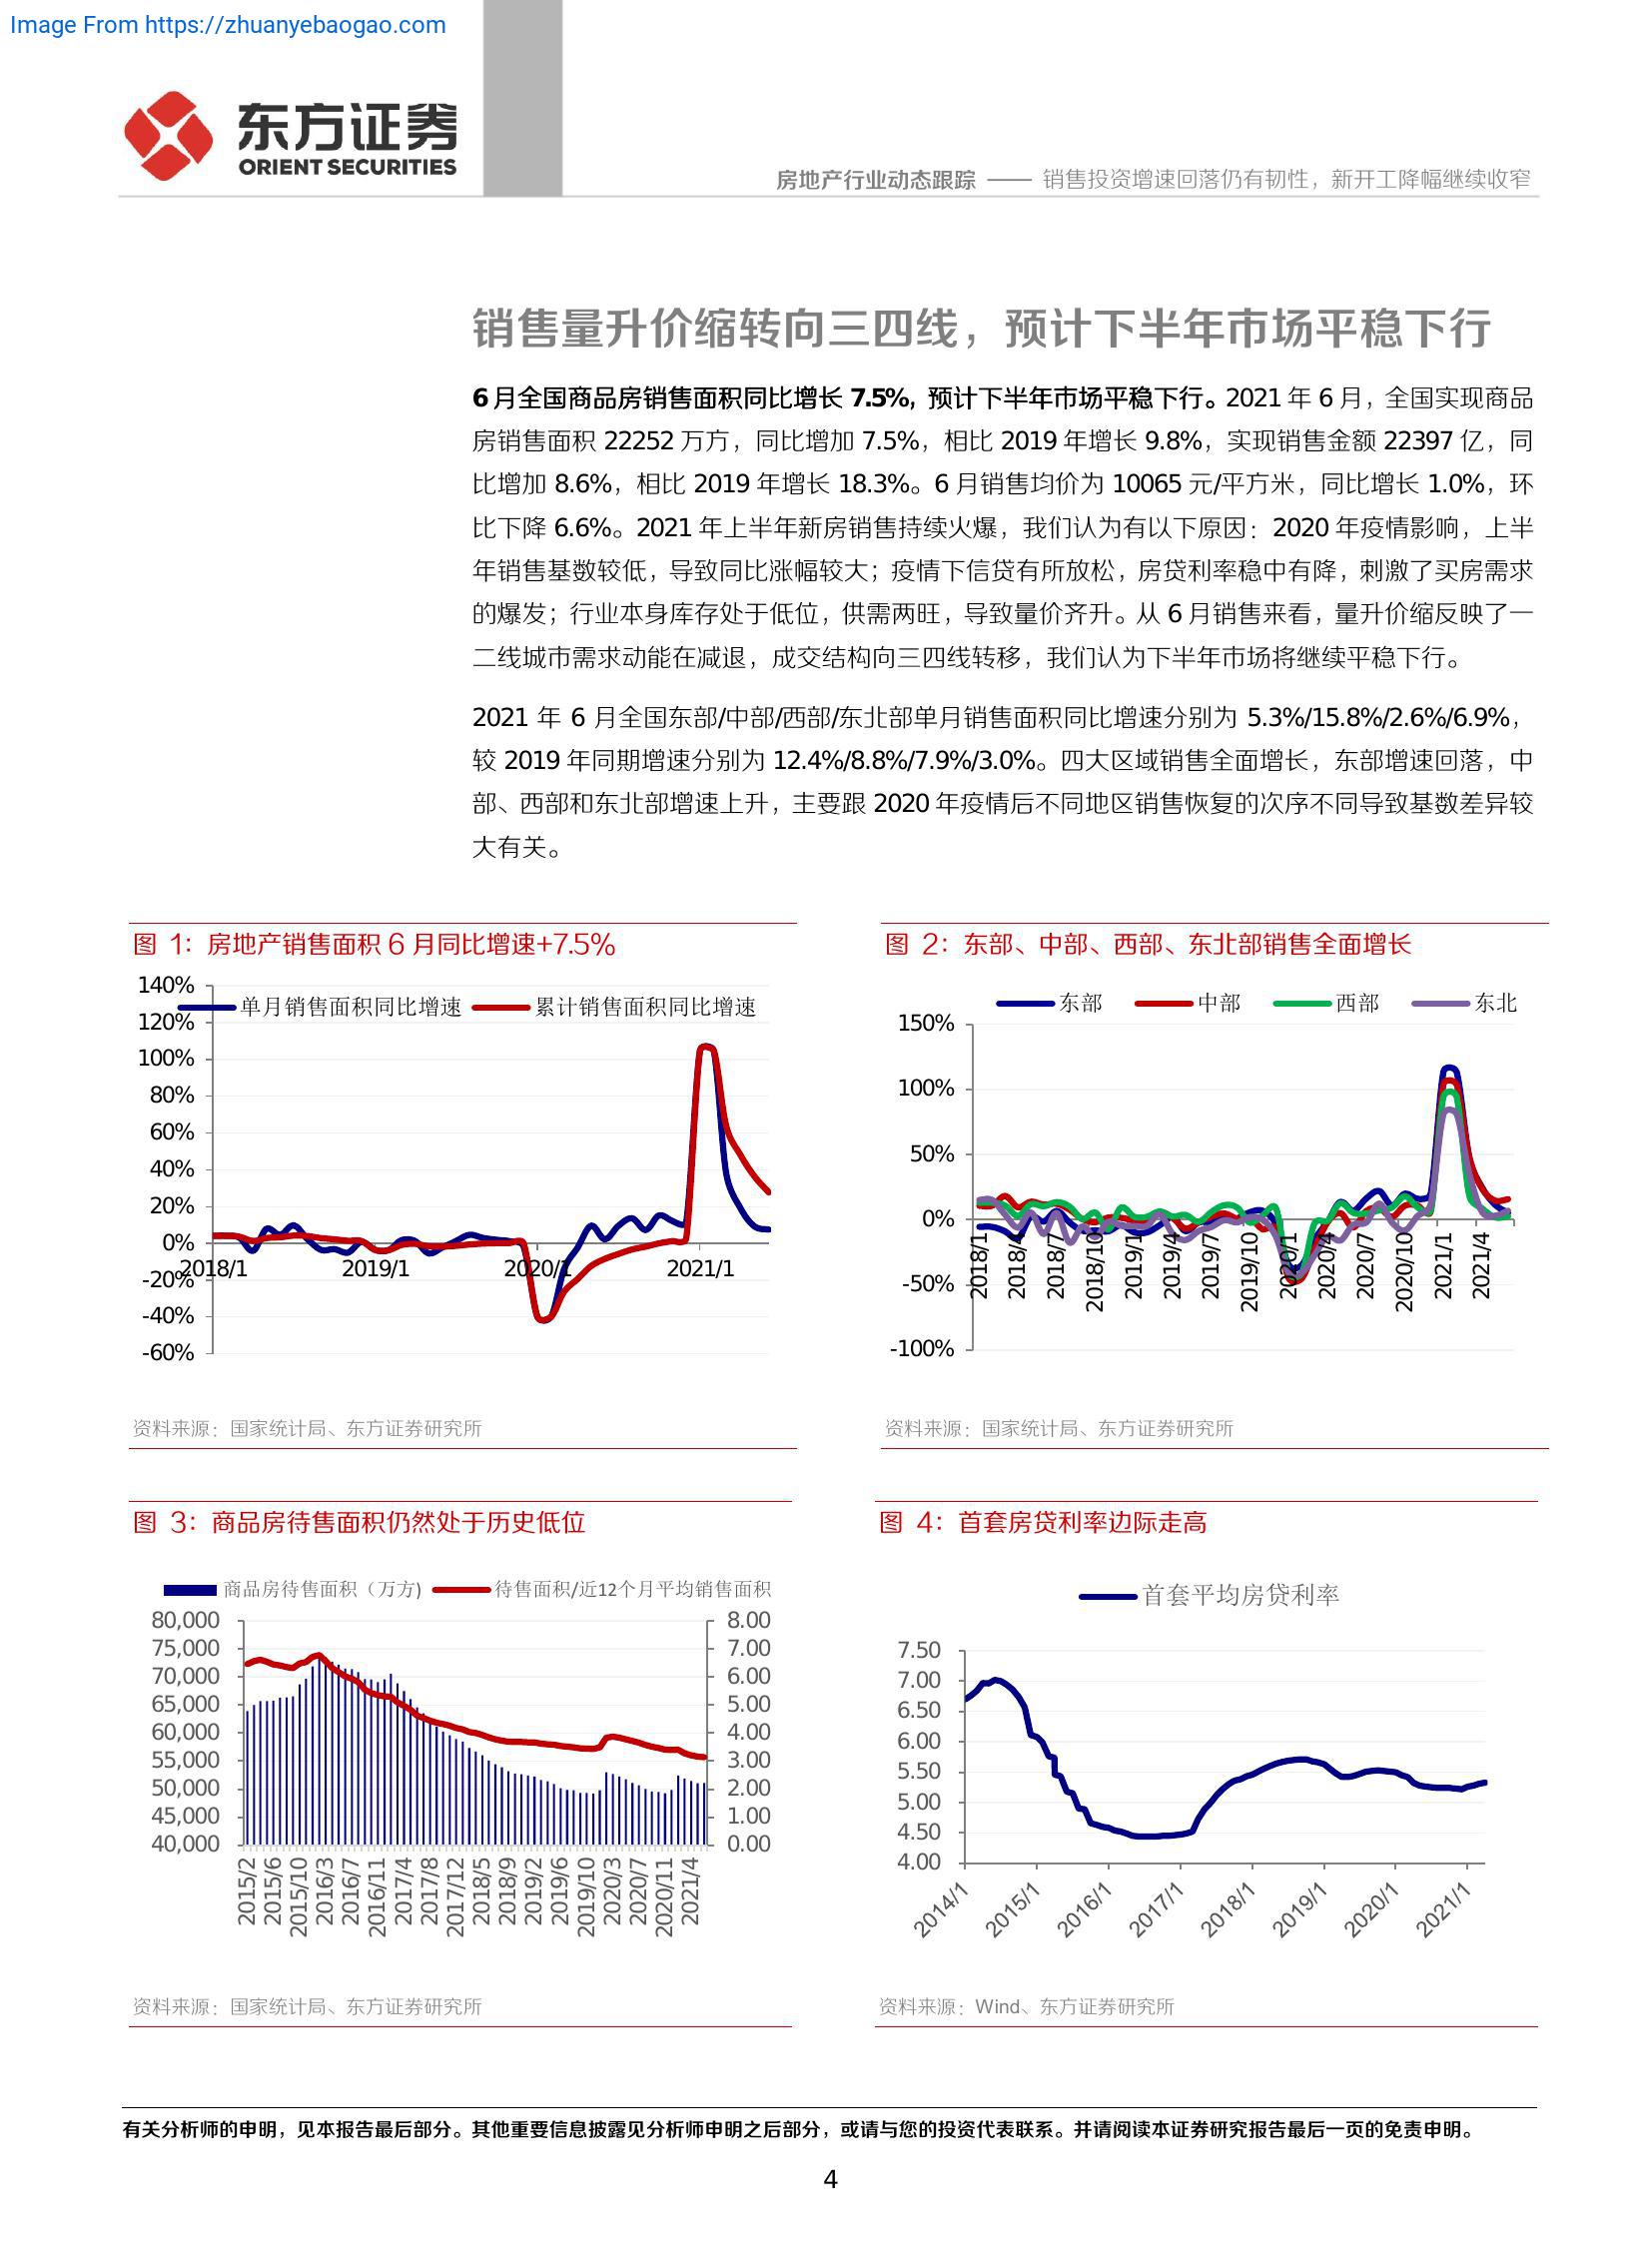 Image From https://zhuanyebaogao.com
东方证券
ORIENT SECURITIES
房地产行业动态跟踪 —— 销售投资增速回落仍有韧性，新开工降幅继续收窄
销售量升价缩转向三四线，预计下半年市场平稳下行
6 月全国商品房销售面积同比增长 7.5%, 预计下半年市场平稳下行。2021 年 6 月，全国实现商品
房销售面积 22252 万方，同比增加 7.5%，相比 2019 年增长 9.8%，实现销售金额 22397 亿，同
比增加 8.6%，相比 2019 年增长 18.3%。6 月销售均价为 10065 元/平方米，同比增长 1.0%，环
比下降 6.6%。2021 年上半年新房销售持续火爆，我们认为有以下原因：2020 年疫情影响，上半
年销售基数较低，导致同比涨幅较大；疫情下信贷有所放松，房贷利率稳中有降，刺激了买房需求
的爆发；行业本身库存处于低位，供需两旺，导致量价齐升。从 6 月销售来看，量升价缩反映了一
二线城市需求动能在减退，成交结构向三四线转移，我们认为下半年市场将继续平稳下行。
2021 年 6 月全国东部/中部/西部/东北部单月销售面积同比增速分别为 5.3%/15.8%/2.6%/6.9%，
较 2019 年同期增速分别为 12.4%/8.8%/7.9%/3.0%。四大区域销售全面增长，东部增速回落，中
部、西部和东北部增速上升，主要跟 2020 年疫情后不同地区销售恢复的次序不同导致基数差异较
大有关。
图 1：房地产销售面积 6 月同比增速+7.5%
单月销售面积同比增速 累计销售面积同比增速
140%
120%
100%
80%
60%
40%
20%
0%
-20%
-40%
-60%
2018/1 2019/1 2020/1 2021/1
资料来源：国家统计局、东方证券研究所
图 2：东部、中部、西部、东北部销售全面增长
东部 中部 西部 东北
150%
100%
50%
0%
-50%
-100%
2018/1 2018/4 2018/7 2018/10 2019/1 2019/4 2019/7 2019/10 2020/1 2020/4 2020/7 2020/10 2021/1 2021/4
资料来源：国家统计局、东方证券研究所
图 3：商品房待售面积仍然处于历史低位
商品房待售面积（万方) 待售面积/近12个月平均销售面积
80,000
75,000
70,000
65,000
60,000
55,000
50,000
45,000
40,000
8.00
7.00
6.00
5.00
4.00
3.00
2.00
1.00
0.00
2015/2 2015/6 2015/10 2016/3 2016/7 2016/11 2017/4 2017/8 2017/12 2018/5 2018/9 2019/2 2019/6 2019/10 2020/3 2020/7 2020/11 2021/4
资料来源：国家统计局、东方证券研究所
图 4：首套房贷利率边际走高
首套平均房贷利率
7.50
7.00
6.50
6.00
5.50
5.00
4.50
4.00
2014/1 2015/1 2016/1 2017/1 2018/1 2019/1 2020/1 2021/1
资料来源：Wind、东方证券研究所
有关分析师的申明，见本报告最后部分。其他重要信息披露见分析师申明之后部分，或请与您的投资代表联系。并请阅读本证券研究报告最后一页的免责申明。
4